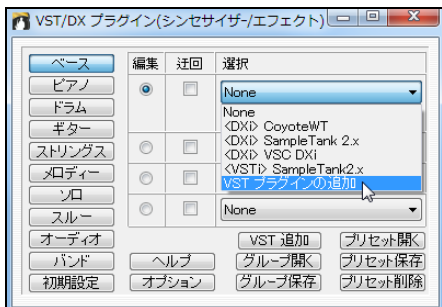 VST/DX プラグイン(シンセサイザｰ/エフェクト)
ベース
編集 迂回 選択
ピアノ
None
ドラム
None
ギター
<DXi> CoyoteWT
<DXi> SampleTank 2.x
ストリングス
<DXi> VSC DXi
メロディー
<VSTi> SampleTank2.x
VST プラグインの追加
ソロ
スルー
None
オーディオ
VST 追加 プリセット開く
バンド ヘルプ グループ開く プリセット保存
初期設定 オプション グループ保存 プリセット削除